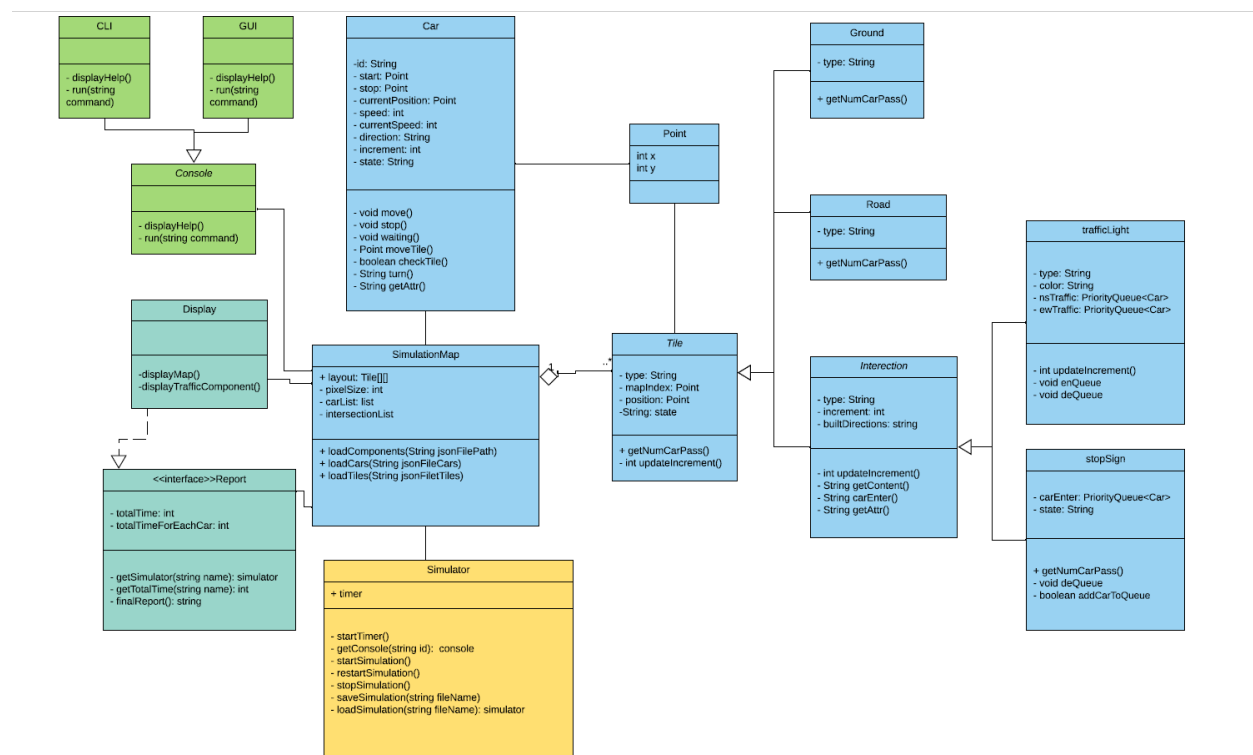 CLI
- displayHelp()
- run(string
command)
GUI
- displayHelp()
- run(string
command)
Console
- displayHelp()
- run(string command)
Display
-displayMap()
-displayTrafficComponent()
<<interface>>Report
- totalTime: int
- totalTimeForEachCar: int
- getSimulator(string name): simulator
- getTotalTime(string name): int
- finalReport(): string
Car
-id: String
- start: Point
- stop: Point
- currentPosition: Point
- speed: int
- currentSpeed: int
- direction: String
- increment: int
- state: String
- void move()
- void stop()
- void waiting()
- Point moveTile()
- boolean checkTile()
- String turn()
- String getAttr()
SimulationMap
+ layout: Tile[][]
- pixelSize: int
- carList: list
- intersectionList
+ loadComponents(String jsonFilePath)
+ loadCars(String jsonFileCars)
+ loadTiles(String jsonFiletTiles)
1
..*
Simulator
+ timer
- startTimer()
- getConsole(string id):  console
- startSimulation()
- restartSimulation()
- stopSimulation()
- saveSimulation(string fileName)
- loadSimulation(string fileName): simulator
Point
int x
int y
Tile
- type: String
- mapIndex: Point
- position: Point
-String: state
+ getNumCarPass()
- int updateIncrement()
Ground
- type: String
+ getNumCarPass()
Road
- type: String
+ getNumCarPass()
Interection
- type: String
- increment: int
- builtDirections: string
- int updateIncrement()
- String getContent()
- String carEnter()
- String getAttr()
trafficLight
- type: String
- color: String
- nsTraffic: PriorityQueue<Car>
- ewTraffic: PriorityQueue<Car>
- int updateIncrement()
- void enQueue
- void deQueue
stopSign
- carEnter: PriorityQueue<Car>
- state: String
+ getNumCarPass()
- void deQueue
- boolean addCarToQueue